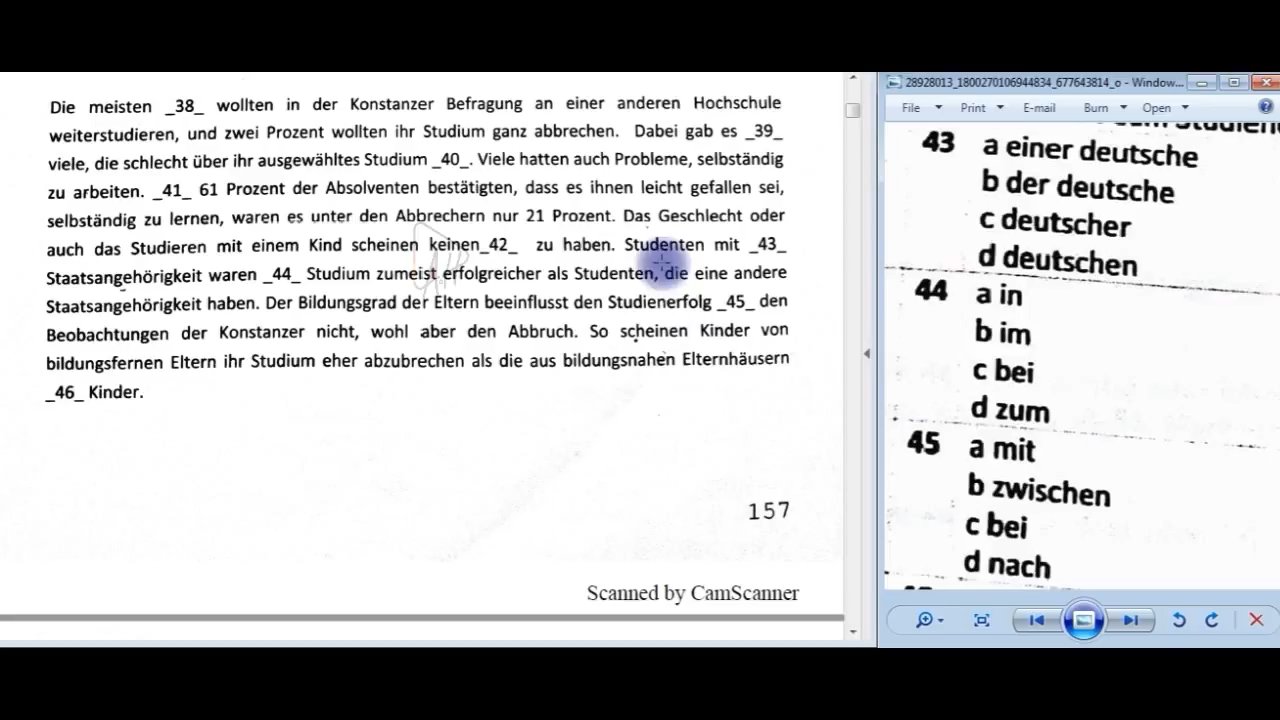 Die meisten _38_ wollten in der Konstanzer Befragung an einer anderen Hochschule
weiterstudieren, und zwei Prozent wollten ihr Studium ganz abbrechen. Dabei gab es _39_
viele, die schlecht über ihr ausgewähltes Studium _40_. Viele hatten auch Probleme, selbständig
zu arbeiten. _41_ 61 Prozent der Absolventen bestätigten, dass es ihnen leicht gefallen sei,
selbständig zu lernen, waren es unter den Abbrechern nur 21 Prozent. Das Geschlecht oder
auch das Studieren mit einem Kind scheinen keinen_42_ zu haben. Studenten mit _43_
Staatsangehörigkeit waren _44_ Studium zumeist erfolgreicher als Studenten, die eine andere
Staatsangehörigkeit haben. Der Bildungsgrad der Eltern beeinflusst den Studienerfolg _45_ den
Beobachtungen der Konstanzer nicht, wohl aber den Abbruch. So scheinen Kinder von
bildungsfernen Eltern ihr Studium eher abzubrechen als die aus bildungsnahen Elternhäusern
_46_ Kinder.
157
Scanned by CamScanner
28928013_1800270106944834_677643814_o - Window...
File Print E-mail Burn Open
43 a einer deutsche
b der deutsche
c deutscher
d deutschen
44 a in
b im
c bei
d zum
45 a mit
b zwischen
c bei
d nach